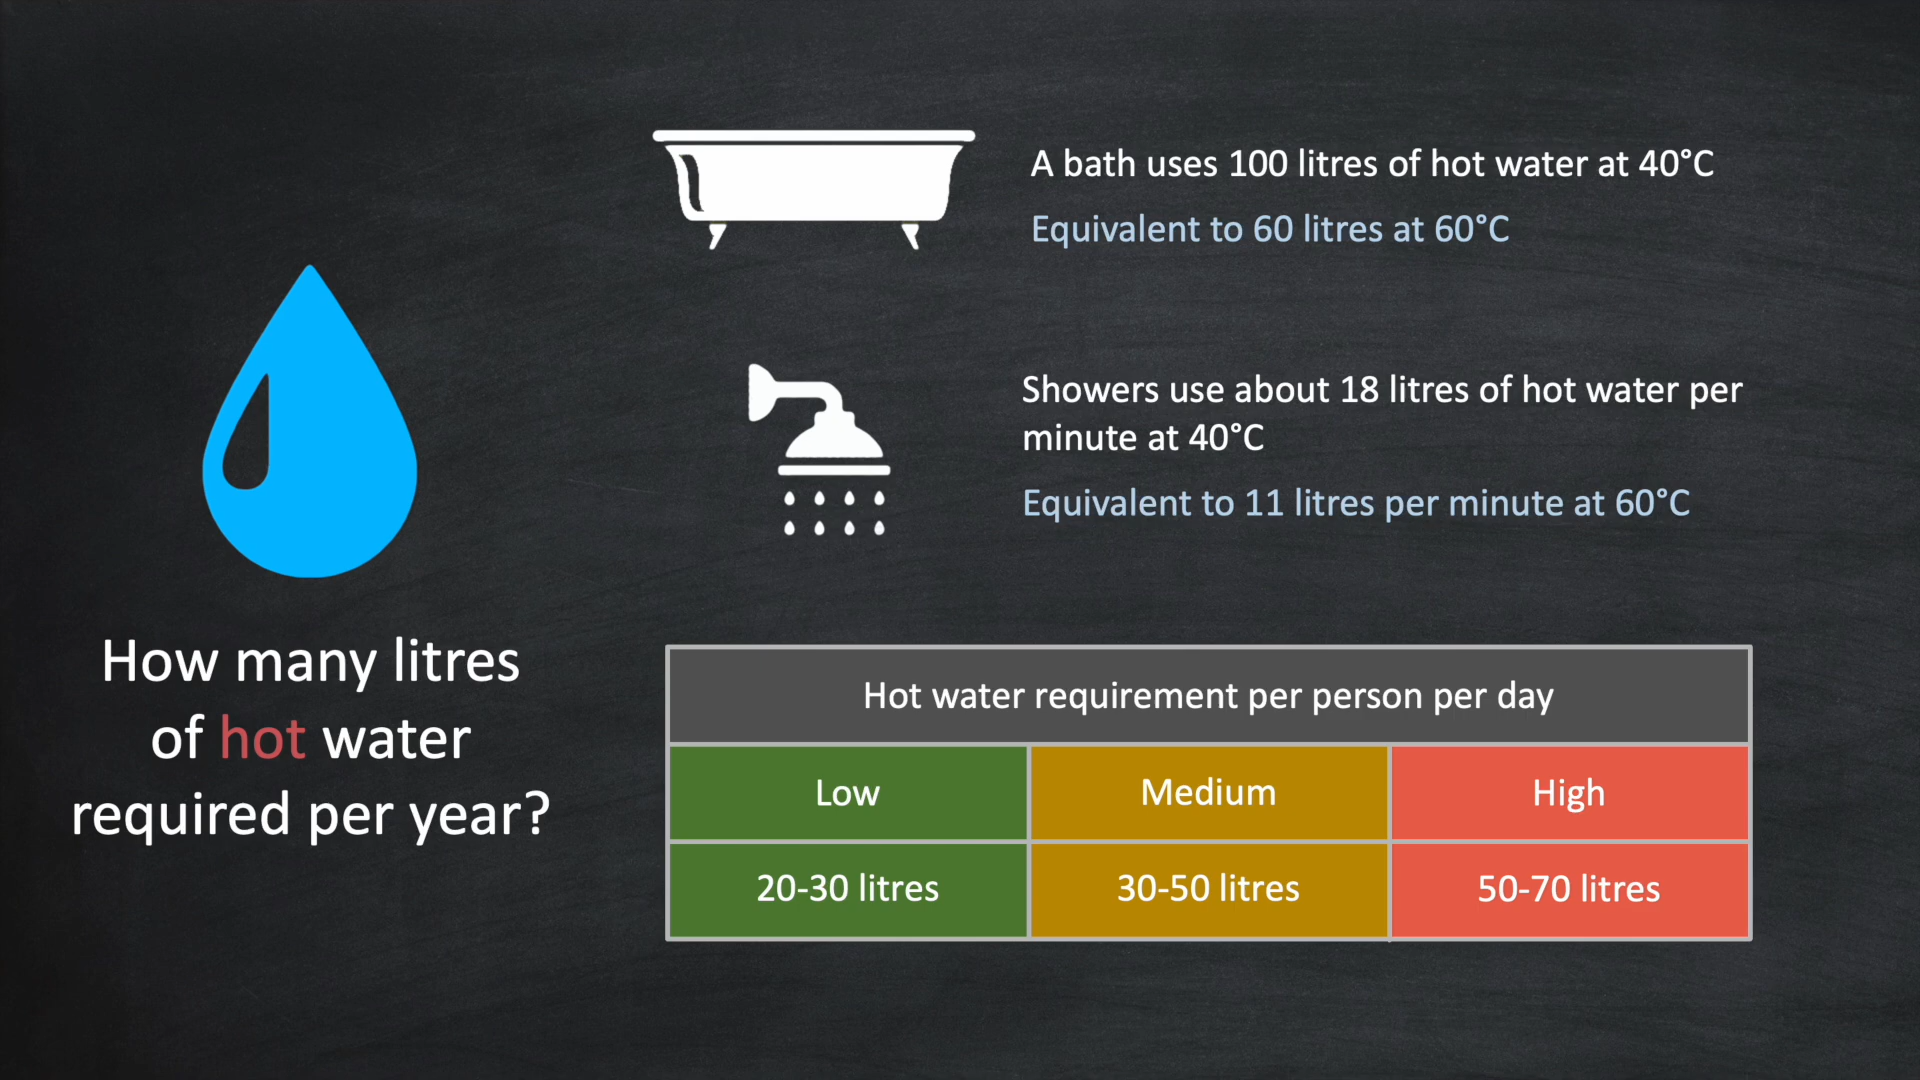 A bath uses 100 litres of hot water at 40°C
Equivalent to 60 litres at 60°C
Showers use about 18 litres of hot water per
minute at 40°C
Equivalent to 11 litres per minute at 60°C
How many litres
of hot water
required per year?
Hot water requirement per person per day
Low Medium High
20-30 litres 30-50 litres 50-70 litres